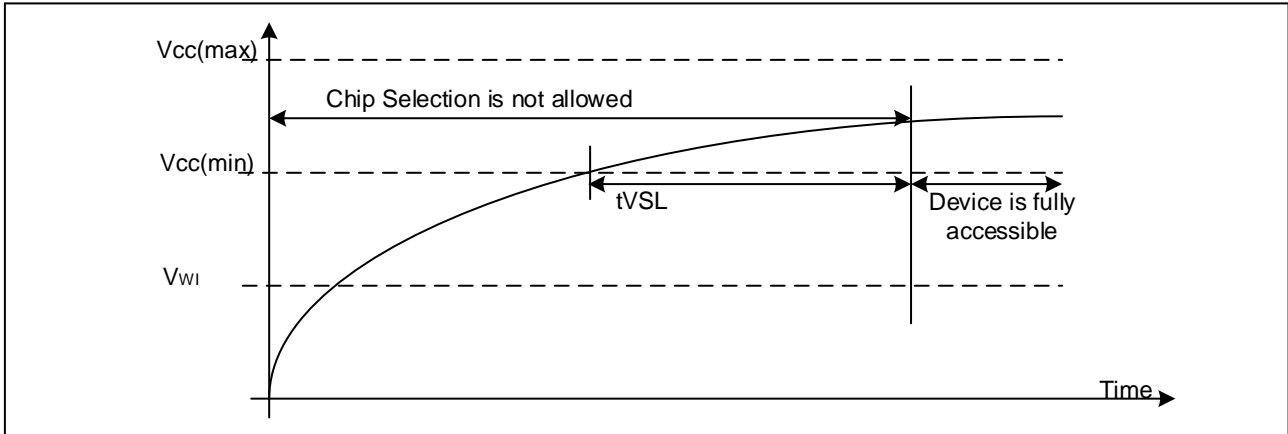 Vcc(max)
Chip Selection is not allowed
Vcc(min)
tVSL
Device is fully
accessible
VWI
Time